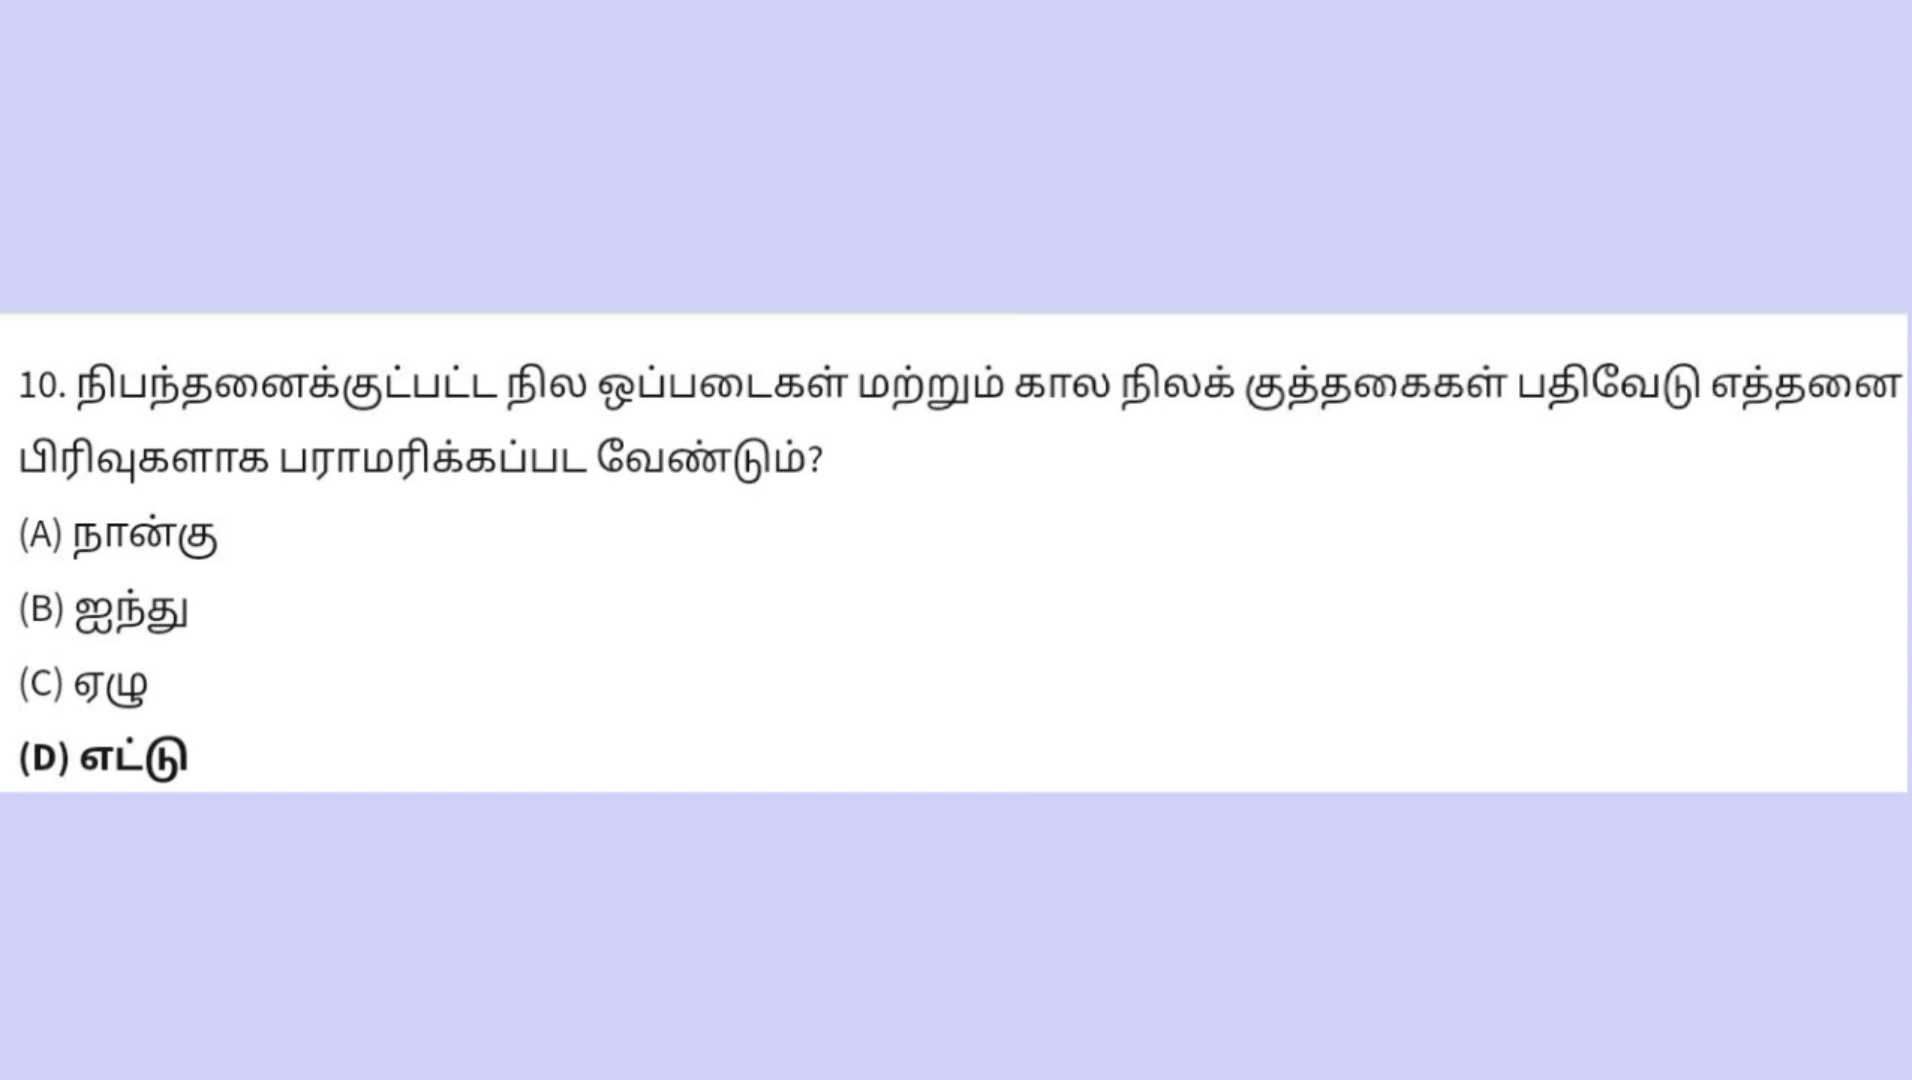 10. நிபந்தனைக்குட்பட்ட நில ஒப்படைகள் மற்றும் கால நிலக் குத்தகைகள் பதிவேடு எத்தனை
பிரிவுகளாக பராமரிக்கப்பட வேண்டும்?
(A) நான்கு
(B) ஐந்து
(C) ஏழு
(D) எட்டு